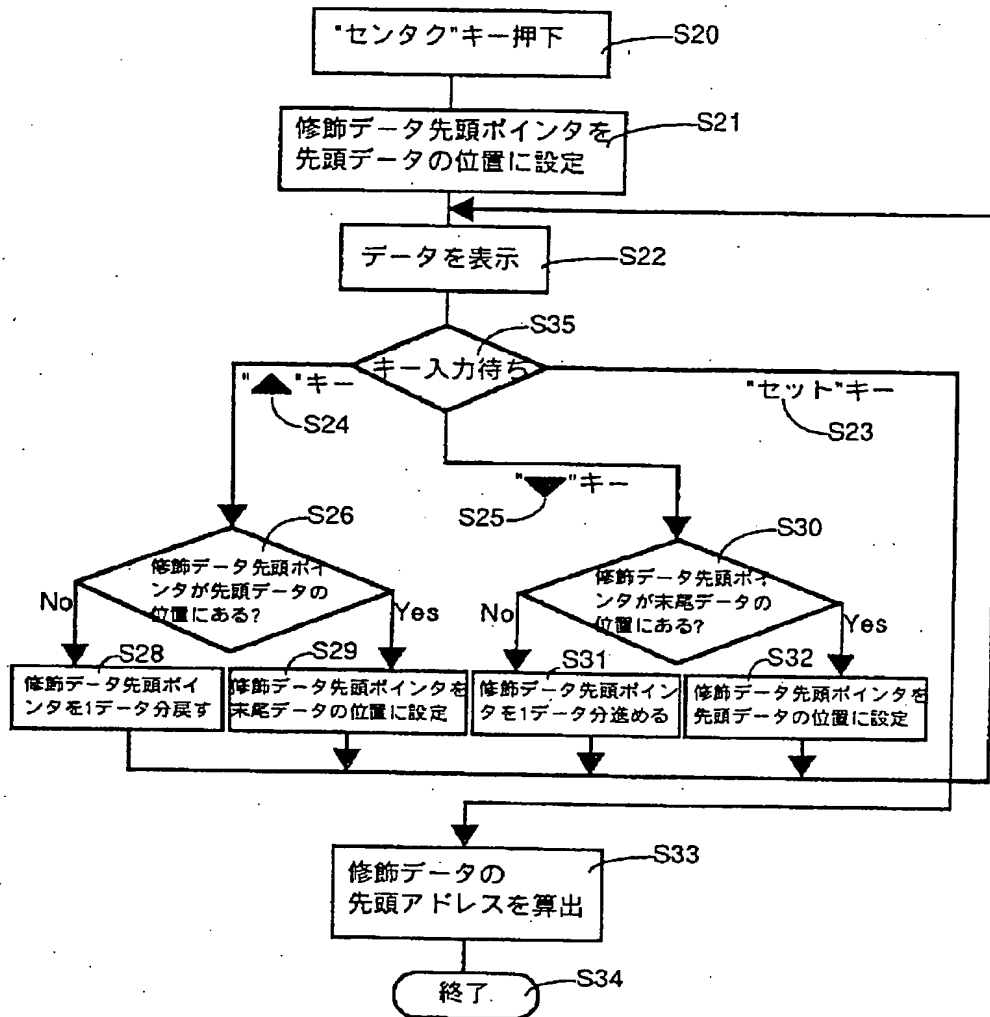 "センタク"キー押下
S20
修飾データ先頭ポインタを
先頭データの位置に設定
S21
データを表示
S22
S35
キー入力待ち
"▲"キー
S24
"セット"キー
S23
"▼"キー
S25
S26
修飾データ先頭ポイ
ンタが先頭データの
位置にある?
No
Yes
S30
修飾データ先頭ポイ
ンタが末尾データの
位置にある?
No
Yes
S28
修飾データ先頭ポイ
ンタを1データ分戻す
S29
修飾データ先頭ポインタを
末尾データの位置に設定
S31
修飾データ先頭ポイン
タを1データ分進める
S32
修飾データ先頭ポインタを
先頭データの位置に設定
S33
修飾データの
先頭アドレスを算出
終了
S34